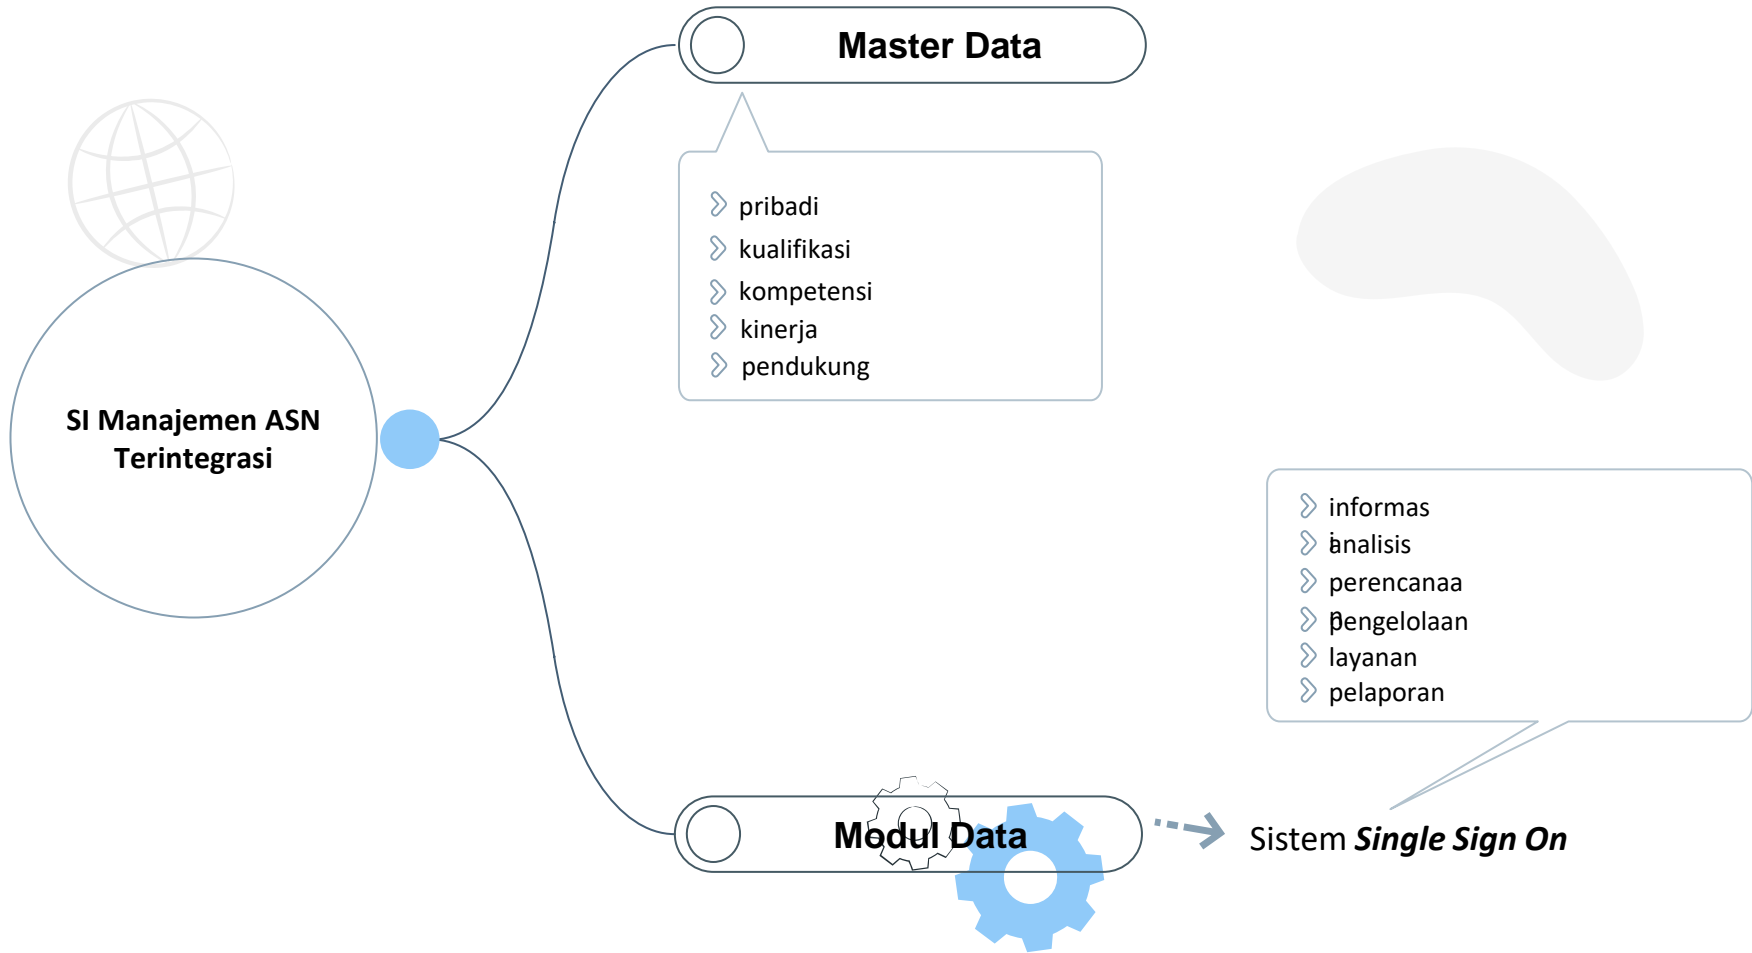 Master Data
pribadi
kualifikasi
kompetensi
kinerja
pendukung
SI Manajemen ASN
Terintegrasi
informas
i
analisis
perencanaa
n
pengelolaan
layanan
pelaporan
Modul Data
Sistem Single Sign On